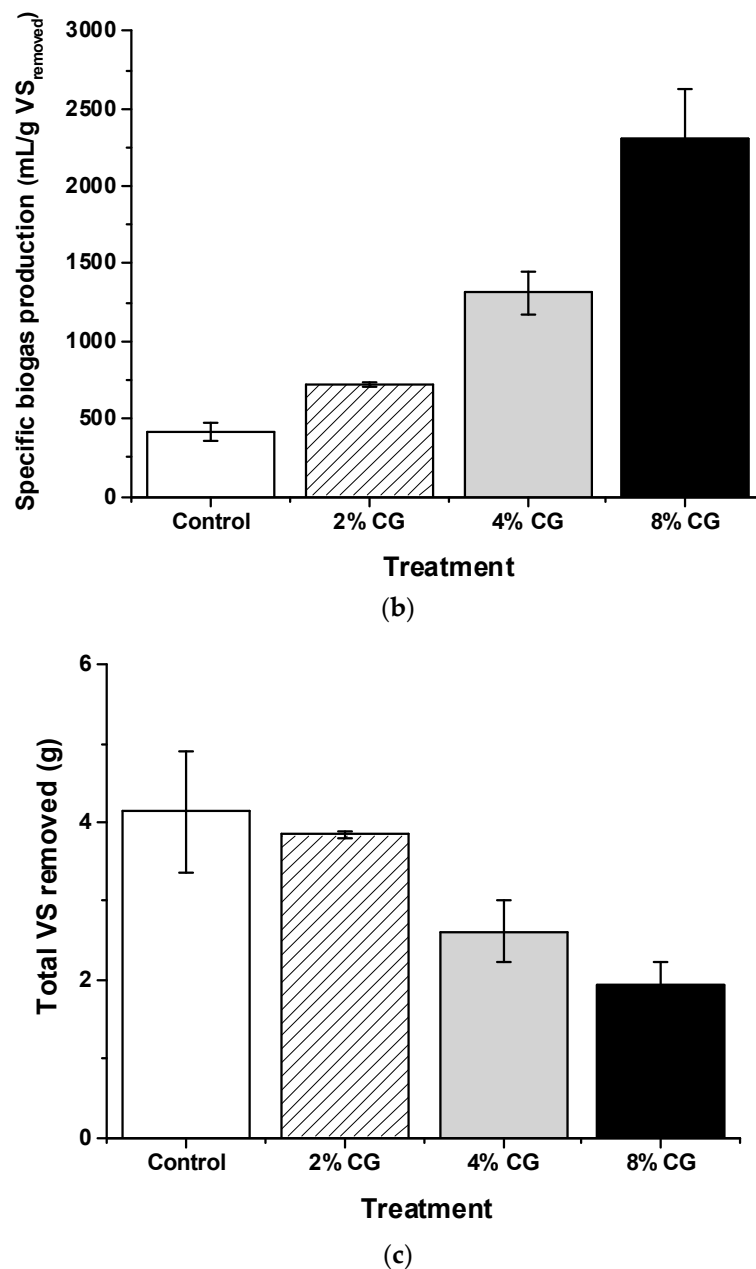 Specific biogas production (mL/g VSremoved)
3000
2500
2000
1500
1000
500
0
Control 2% CG 4% CG 8% CG
Treatment
(b)
Total VS removed (g)
6
4
2
0
Control 2% CG 4% CG 8% CG
Treatment
(c)